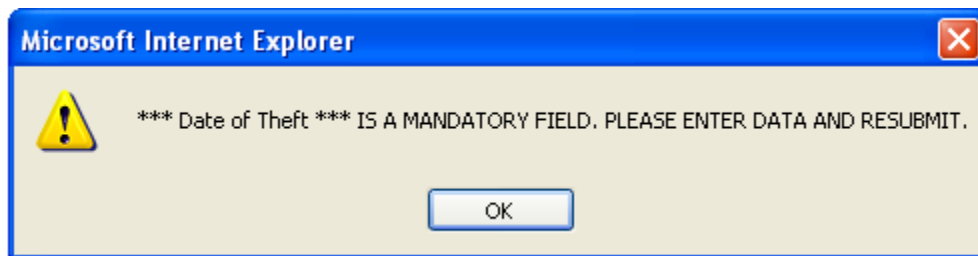 Microsoft Internet Explorer
*** Date of Theft *** IS A MANDATORY FIELD. PLEASE ENTER DATA AND RESUBMIT.
OK